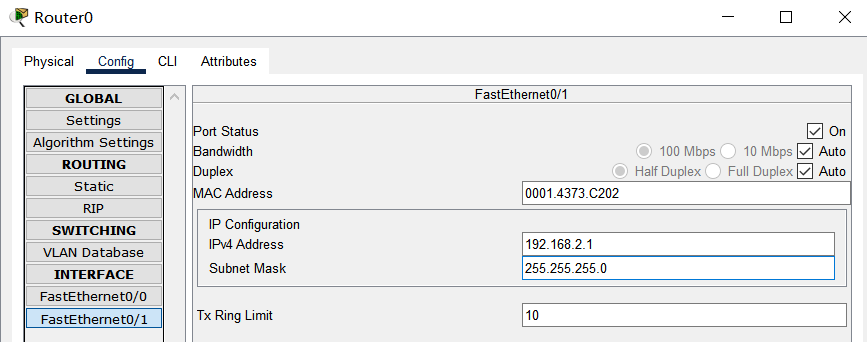 Router0
Physical Config CLI Attributes
GLOBAL
Settings
Algorithm Settings
ROUTING
Static
RIP
SWITCHING
VLAN Database
INTERFACE
FastEthernet0/0
FastEthernet0/1
FastEthernet0/1
Port Status On
Bandwidth 100 Mbps 10 Mbps Auto
Duplex Half Duplex Full Duplex Auto
MAC Address 0001.4373.C202
IP Configuration
IPv4 Address 192.168.2.1
Subnet Mask 255.255.255.0
Tx Ring Limit 10